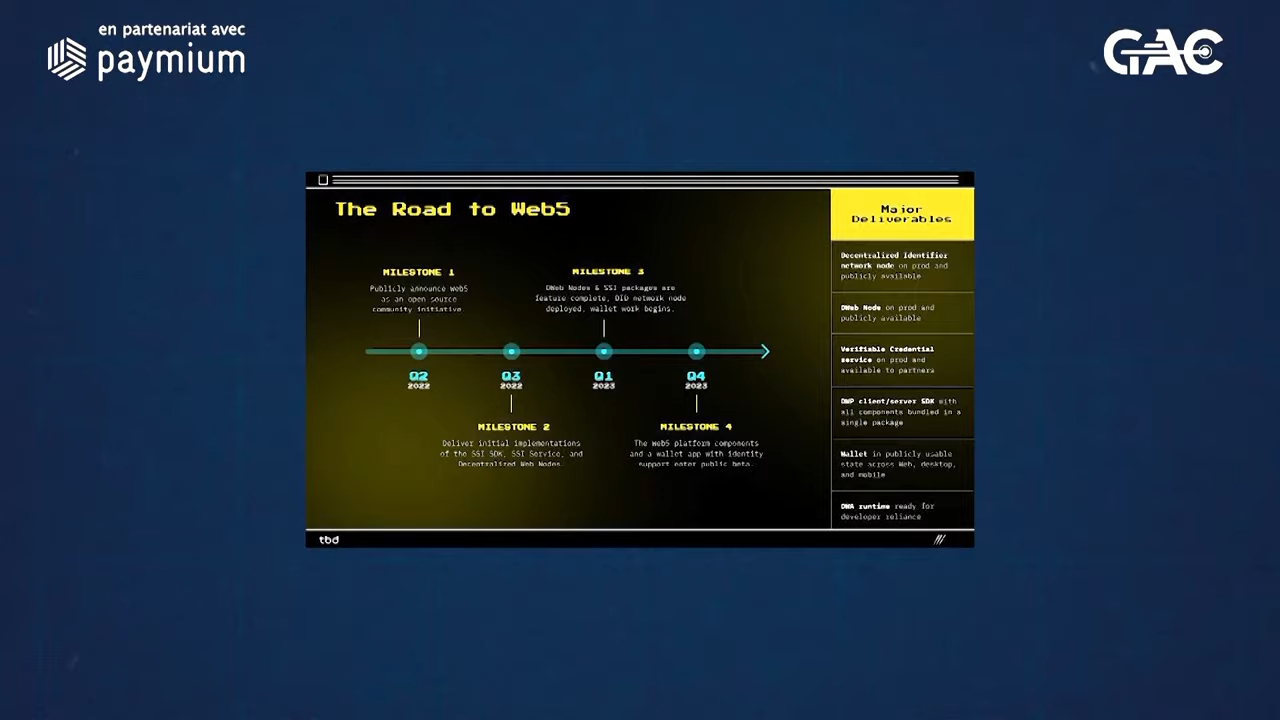 en partenariat avec
paymium
GAC
The Road to Web5
MILESTONE 1
Publicly announce Web5
as an open source
community initiative.
MILESTONE 3
DWeb Nodes & SSI packages are
feature complete, DID network node
deployed, wallet work begins.
Q2
2022
Q3
2022
Q1
2023
Q4
2023
MILESTONE 2
Deliver initial implementations
of the SSI SDK, SSI Service, and
Decentralized Web Nodes.
MILESTONE 4
The Web5 platform components
and a wallet app with identity
support enter public beta.
Major
Deliverables
Decentralized Identifier
network node on prod and
publicly available
DWeb Node on prod and
publicly available
Verifiable Credential
service on prod and
available to partners
DWP client/server SDK with
all components bundled in a
single package
Wallet in publicly usable
state across Web, desktop,
and mobile
DWA runtime ready for
developer reliance
tbd